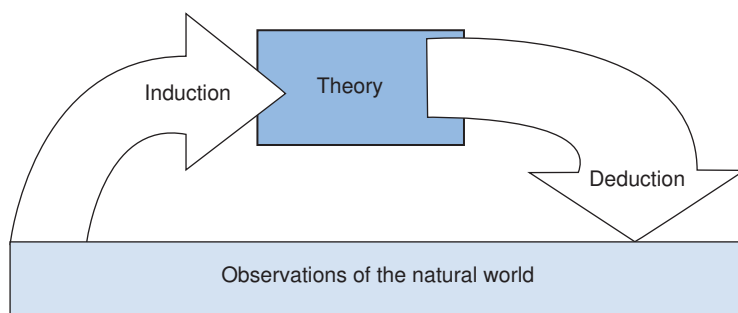 Induction
Theory
Deduction
Observations of the natural world